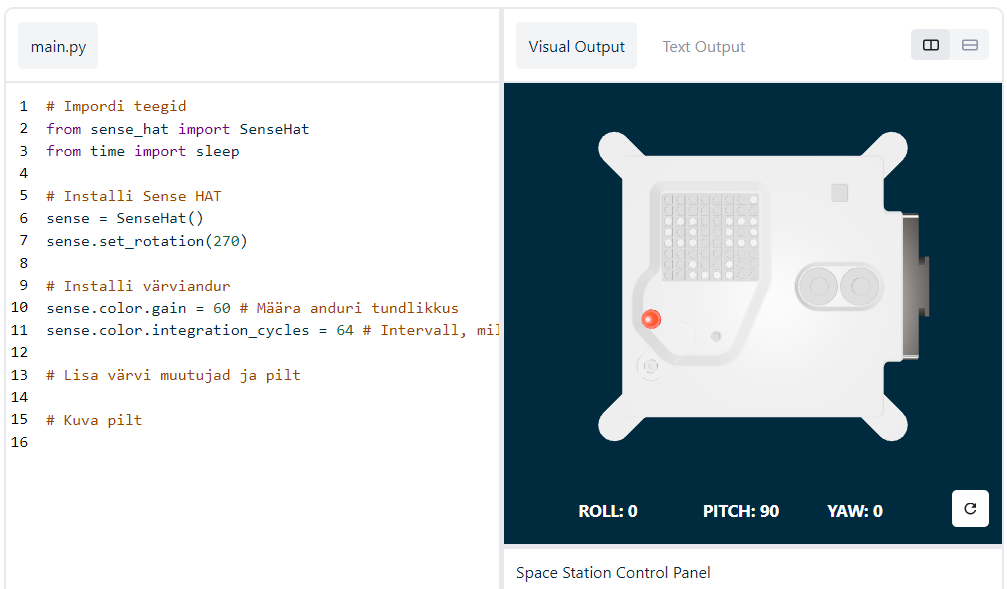 main.py
1 # Impordi teegid
2 from sense_hat import SenseHat
3 from time import sleep
4
5 # Installi Sense HAT
6 sense = SenseHat()
7 sense.set_rotation(270)
8
9 # Installi värviandur
10 sense.color.gain = 60 # Määra anduri tundlikkus
11 sense.color.integration_cycles = 64 # Intervall, mil
12
13 # Lisa värvi muutujad ja pilt
14
15 # Kuva pilt
16
Visual Output Text Output
ROLL: 0 PITCH: 90 YAW: 0
Space Station Control Panel